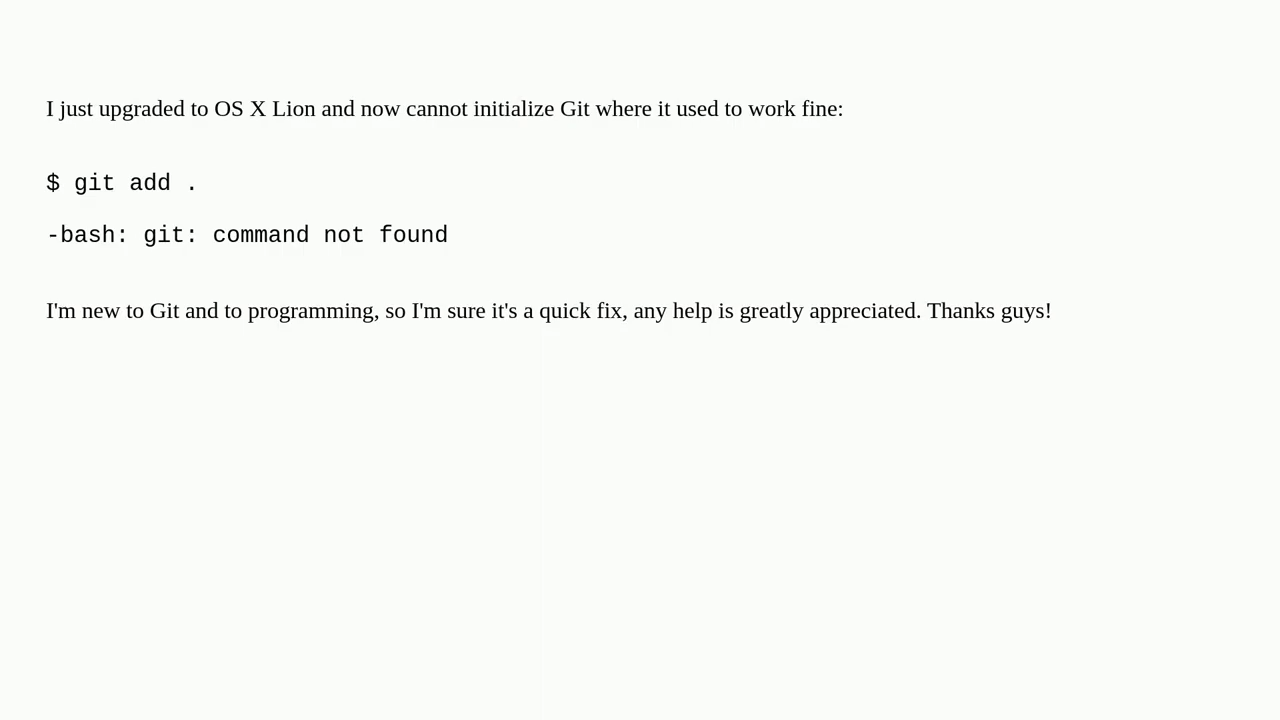 I just upgraded to OS X Lion and now cannot initialize Git where it used to work fine:
$ git add .
-bash: git: command not found
I'm new to Git and to programming, so I'm sure it's a quick fix, any help is greatly appreciated. Thanks guys!